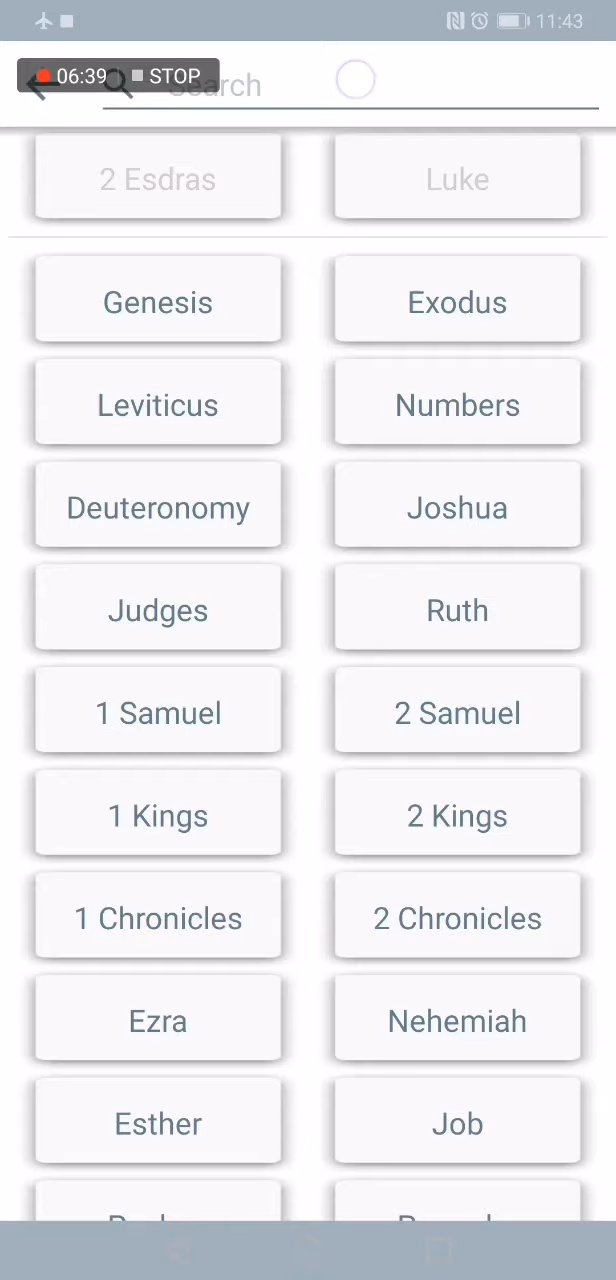 11:43
06:39 STOP
Search
2 Esdras Luke
Genesis Exodus
Leviticus Numbers
Deuteronomy Joshua
Judges Ruth
1 Samuel 2 Samuel
1 Kings 2 Kings
1 Chronicles 2 Chronicles
Ezra Nehemiah
Esther Job